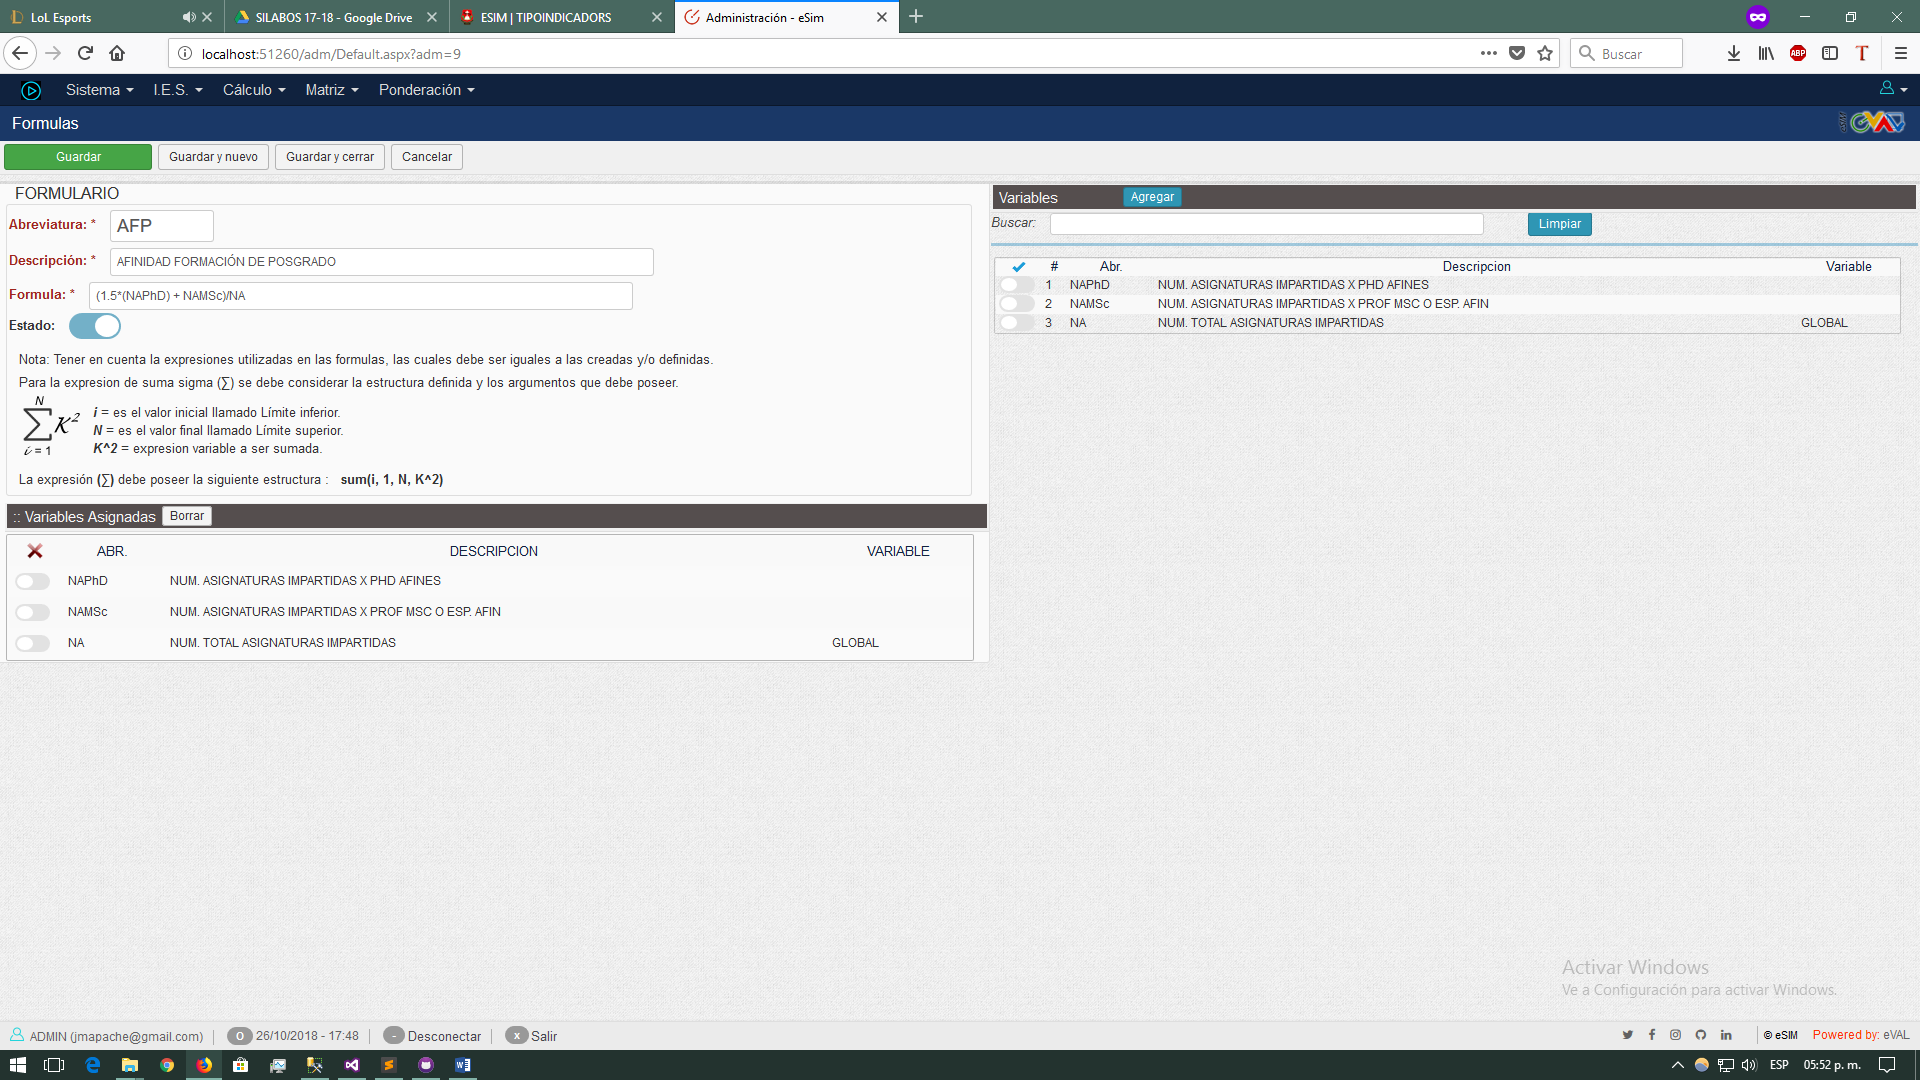 LoL Esports
SILABOS 17-18 - Google Drive
ESIM | TIPOINDICADORS
Administración - eSim
localhost:51260/adm/Default.aspx?adm=9
Buscar
ABP
Sistema
I.E.S.
Cálculo
Matriz
Ponderación
Formulas
Guardar
Guardar y nuevo
Guardar y cerrar
Cancelar
FORMULARIO
Abreviatura: *
AFP
Descripción: *
AFINIDAD FORMACIÓN DE POSGRADO
Formula: *
(1.5*(NAPhD) + NAMSc)/NA
Estado:
Nota: Tener en cuenta la expresiones utilizadas en las formulas, las cuales debe ser iguales a las creadas y/o definidas.
Para la expresion de suma sigma (∑) se debe considerar la estructura definida y los argumentos que debe poseer.
N
∑K²
i = 1
i = es el valor inicial llamado Límite inferior.
N = es el valor final llamado Límite superior.
K^2 = expresion variable a ser sumada.
La expresión (∑) debe poseer la siguiente estructura : sum(i, 1, N, K^2)
:: Variables Asignadas
Borrar
ABR. DESCRIPCION VARIABLE
NAPhD NUM. ASIGNATURAS IMPARTIDAS X PHD AFINES
NAMSc NUM. ASIGNATURAS IMPARTIDAS X PROF MSC O ESP. AFIN
NA NUM. TOTAL ASIGNATURAS IMPARTIDAS GLOBAL
Variables
Agregar
Buscar:
Limpiar
# Abr. Descripcion Variable
1 NAPhD NUM. ASIGNATURAS IMPARTIDAS X PHD AFINES
2 NAMSc NUM. ASIGNATURAS IMPARTIDAS X PROF MSC O ESP. AFIN
3 NA NUM. TOTAL ASIGNATURAS IMPARTIDAS GLOBAL
Activar Windows
Ve a Configuración para activar Windows.
ADMIN (jmapache@gmail.com)
O 26/10/2018 - 17:48
- Desconectar
x Salir
© eSIM
Powered by: eVAL
ESP
05:52 p. m.